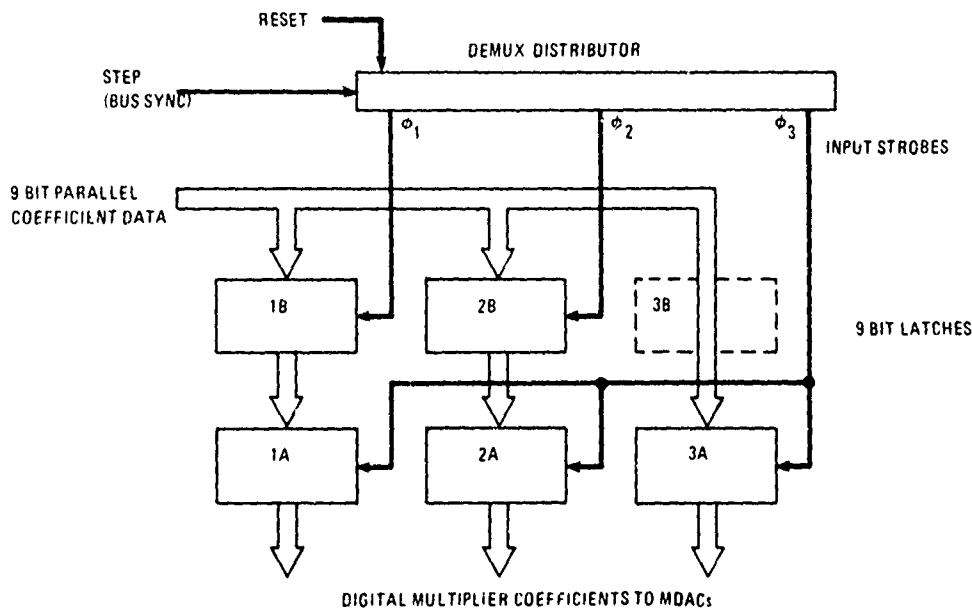 RESET
DEMUX DISTRIBUTOR
STEP
(BUS SYNC)
ϕ1
ϕ2
ϕ3
INPUT STROBES
9 BIT PARALLEL
COEFFICIENT DATA
1B
2B
3B
9 BIT LATCHES
1A
2A
3A
DIGITAL MULTIPLIER COEFFICIENTS TO MDACs